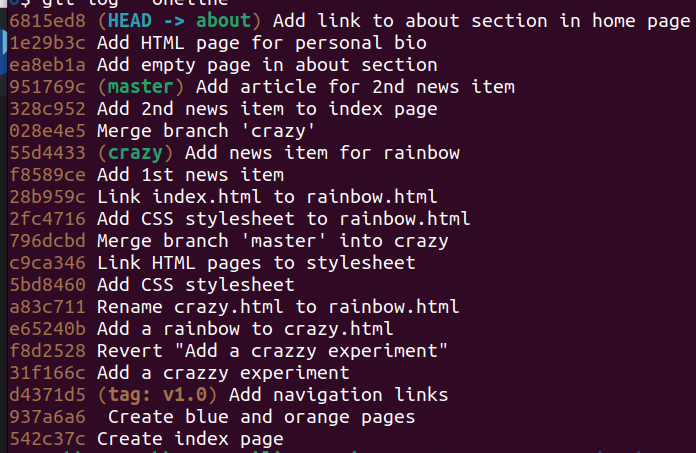 6815ed8 (HEAD -> about) Add link to about section in home page
1e29b3c Add HTML page for personal bio
ea8eb1a Add empty page in about section
951769c (master) Add article for 2nd news item
328c952 Add 2nd news item to index page
028e4e5 Merge branch 'crazy'
55d4433 (crazy) Add news item for rainbow
f8589ce Add 1st news item
28b959c Link index.html to rainbow.html
2fc4716 Add CSS stylesheet to rainbow.html
796dcbd Merge branch 'master' into crazy
c9ca346 Link HTML pages to stylesheet
5bd8460 Add CSS stylesheet
a83c711 Rename crazy.html to rainbow.html
e65240b Add a rainbow to crazy.html
f8d2528 Revert "Add a crazzy experiment"
31f166c Add a crazzy experiment
d4371d5 (tag: v1.0) Add navigation links
937a6a6  Create blue and orange pages
542c37c Create index page